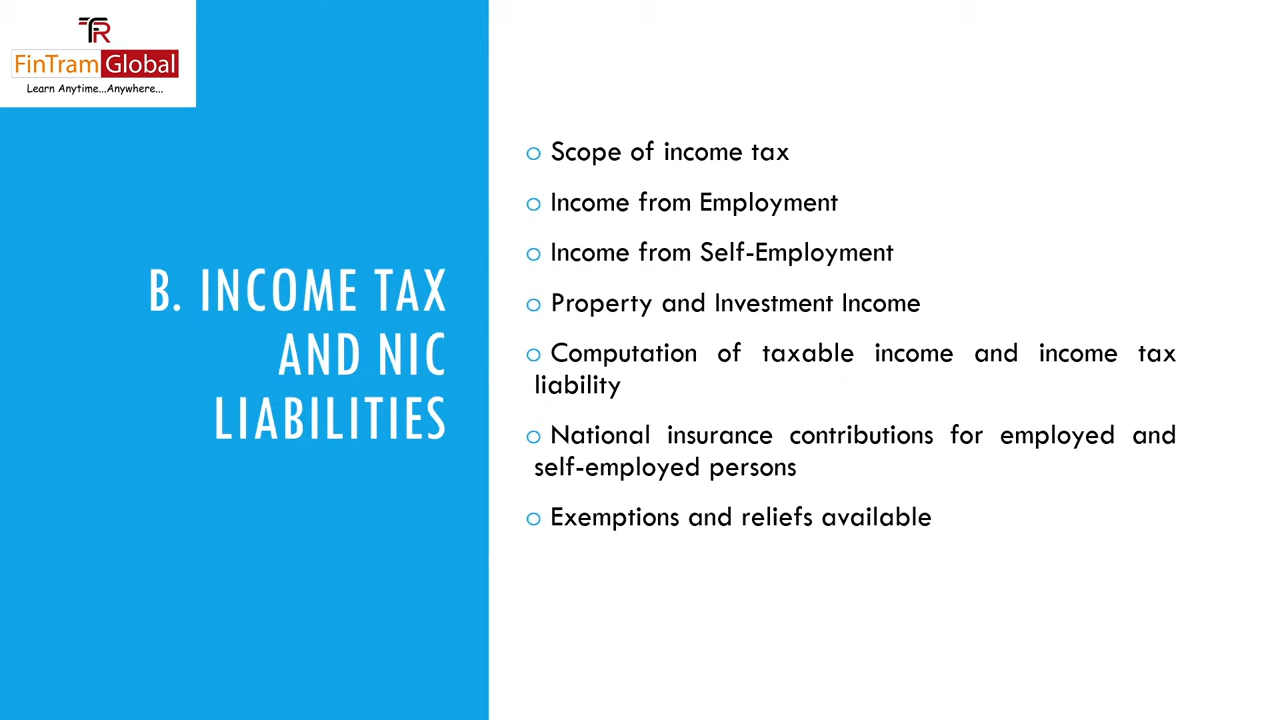 FinTram Global
Learn Anytime...Anywhere...
B. INCOME TAX
AND NIC
LIABILITIES
o Scope of income tax
o Income from Employment
o Income from Self-Employment
o Property and Investment Income
o Computation of taxable income and income tax
liability
o National insurance contributions for employed and
self-employed persons
o Exemptions and reliefs available